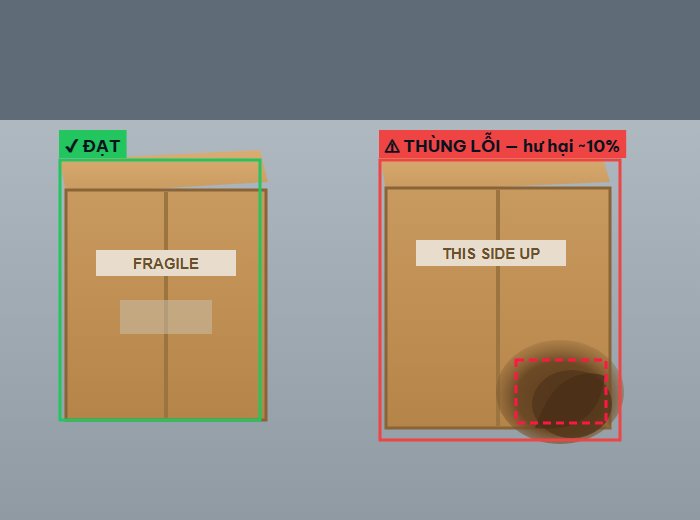 ✔ ĐẠT
⚠ THÙNG LỖI — hư hại ~10%
FRAGILE
THIS SIDE UP